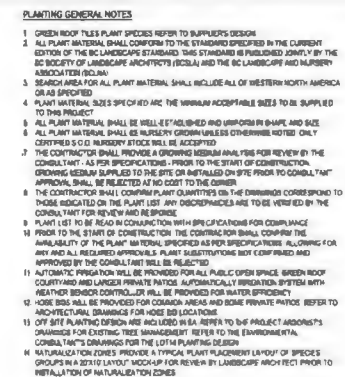 PLANTING GENERAL NOTES
1 GREEN ROOF TILES PLANT SPECIES REFER TO SUPPLIER'S DESIGN
2 ALL PLANT MATERIAL SHALL CONFORM TO THE STANDARD SPECIFIED IN THE CURRENT
EDITION OF THE BC LANDSCAPE STANDARD THIS STANDARD IS PUBLISHED JOINTLY BY THE
BC SOCIETY OF LANDSCAPE ARCHITECTS (BCSLA) AND THE BC LANDSCAPE AND NURSERY
ASSOCIATION (BCLNA)
3 SEARCH AREA FOR ALL PLANT MATERIAL SHALL INCLUDE ALL OF WESTERN NORTH AMERICA
OR AS SPECIFIED
4 PLANT MATERIAL SIZES SPECIFIED ARE THE MINIMUM ACCEPTABLE SIZES TO BE SUPPLIED
TO THIS PROJECT
5 ALL PLANT MATERIAL SHALL BE WELL-ESTABLISHED AND UNIFORM IN SHAPE AND SIZE
6 ALL PLANT MATERIAL SHALL BE NURSERY GROWN UNLESS OTHERWISE NOTED ONLY
CERTIFIED S.O.D NURSERY STOCK WILL BE ACCEPTED
7 THE CONTRACTOR SHALL PROVIDE A GROWING MEDIUM ANALYSIS FOR REVIEW BY THE
CONSULTANT - AS PER SPECIFICATIONS - PRIOR TO THE START OF CONSTRUCTION
GROWING MEDIUM SUPPLIED TO THE SITE OR INSTALLED ON SITE PRIOR TO CONSULTANT
APPROVAL SHALL BE REJECTED AT NO COST TO THE OWNER
8 THE CONTRACTOR SHALL CONFIRM PLANT QUANTITIES ON THE DRAWINGS CORRESPOND TO
THOSE INDICATED ON THE PLANT LIST ANY DISCREPANCIES ARE TO BE VERIFIED BY THE
CONSULTANT FOR REVIEW AND RESPONSE
9 PLANT LIST TO BE READ IN CONJUNCTION WITH SPECIFICATIONS FOR COMPLIANCE
10 PRIOR TO THE START OF CONSTRUCTION THE CONTRACTOR SHALL CONFIRM THE
AVAILABILITY OF THE PLANT MATERIAL SPECIFIED AS PER SPECIFICATIONS ALLOWING FOR
ANY AND ALL REQUIRED APPROVALS PLANT SUBSTITUTIONS NOT CONFIRMED AND
APPROVED BY THE CONSULTANT WILL BE REJECTED
11 AUTOMATIC IRRIGATION WILL BE PROVIDED FOR ALL PUBLIC OPEN SPACE GREEN ROOF
COURTYARD AND LARGER PRIVATE PATIOS AUTOMATICALLY IRRIGATION SYSTEM WITH
WEATHER SENSOR CONTROLLER WILL BE PROVIDED FOR WATER EFFICIENCY
12 HOSE BIBS WILL BE PROVIDED FOR COMMON AREAS AND SOME PRIVATE PATIOS REFER TO
ARCHITECTURAL DRAWINGS FOR HOSE BIB LOCATIONS
13 OFF SITE PLANTING DESIGN ARE INCLUDED IN SA REFER TO THE PROJECT ARBORIST'S
DRAWINGS FOR EXISTING TREE MANAGEMENT REFER TO THE ENVIRONMENTAL
CONSULTANT'S DRAWINGS FOR THE LOT H PLANTING DESIGN
14 NATURALIZATION ZONES PROVIDE A TYPICAL PLANT PLACEMENT LAYOUT OF SPECIES
GROUPS IN A 20'X10' LAYOUT MOCK-UP FOR REVIEW BY LANDSCAPE ARCHITECT PRIOR TO
INSTALLATION OF NATURALIZATION ZONES